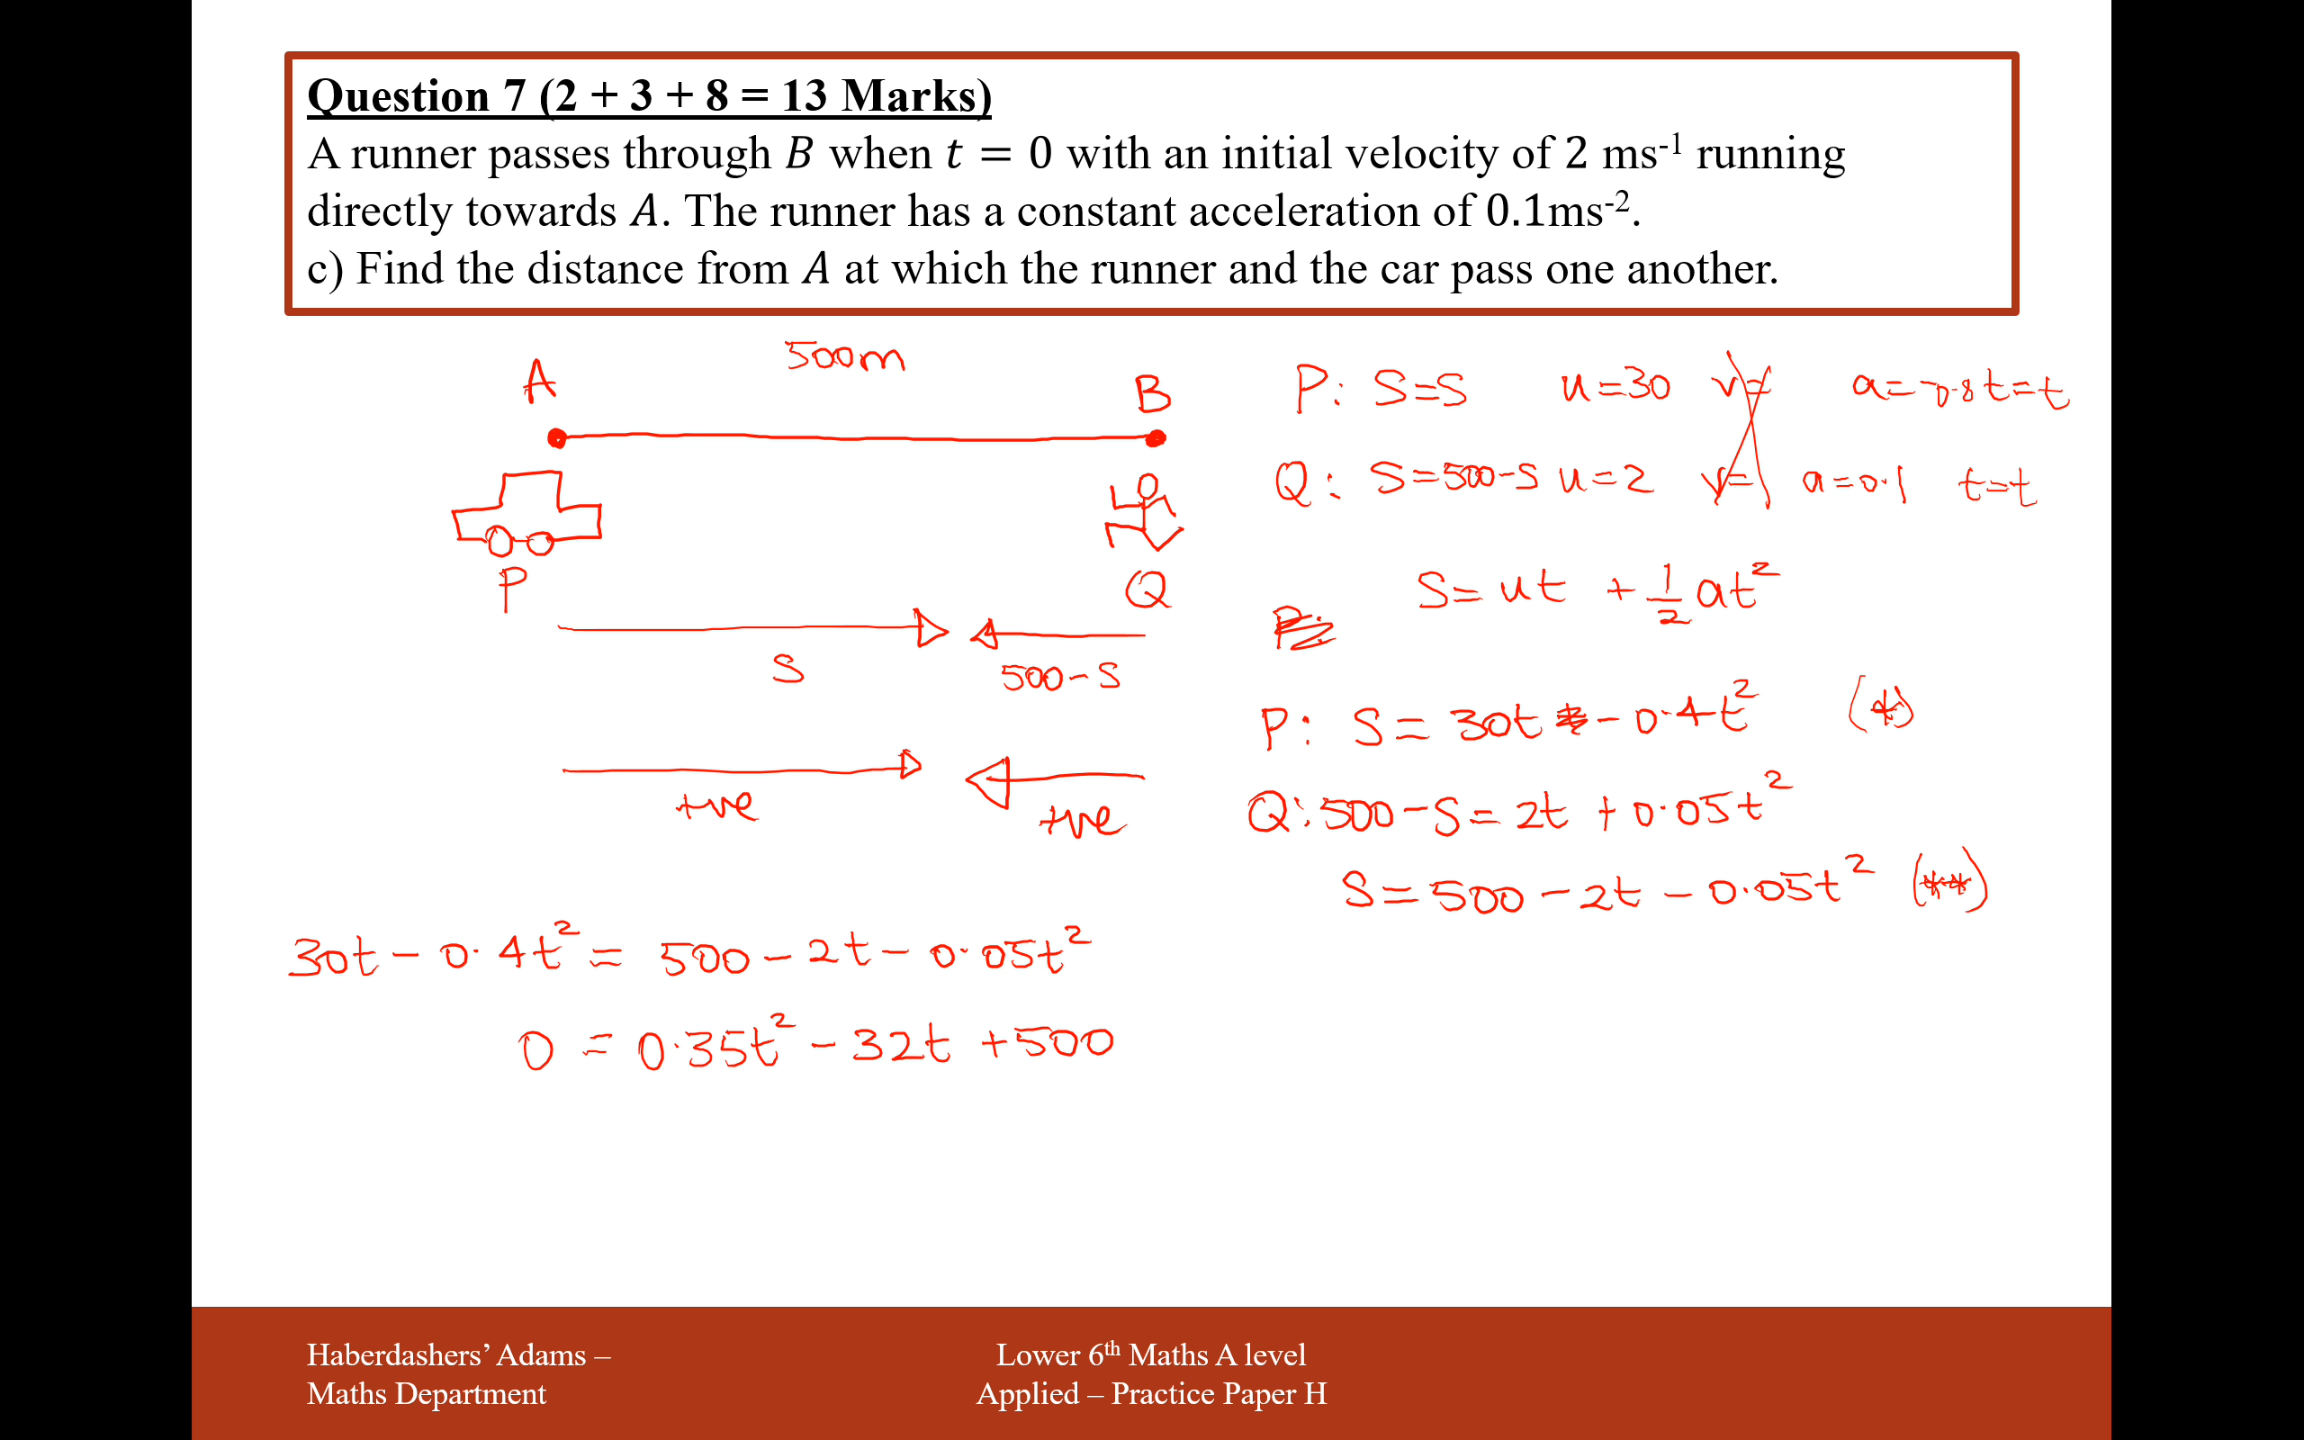 Question 7 (2 + 3 + 8 = 13 Marks)
A runner passes through B when t = 0 with an initial velocity of 2 ms⁻¹ running
directly towards A. The runner has a constant acceleration of 0.1ms⁻².
c) Find the distance from A at which the runner and the car pass one another.
500m
A
B
P
Q
S
500-S
+ve
+ve
P: S=S u=30 v= a=-0.8 t=t
Q: S=500-S u=2 v= a=0.1 t=t
S= ut + ½at²
P: S= 30t - 0.4t² (*)
Q: 500-S= 2t + 0.05t²
S= 500 - 2t - 0.05t² (**)
30t - 0.4t² = 500 - 2t - 0.05t²
0 = 0.35t² - 32t + 500
Haberdashers' Adams –
Maths Department
Lower 6th Maths A level
Applied – Practice Paper H